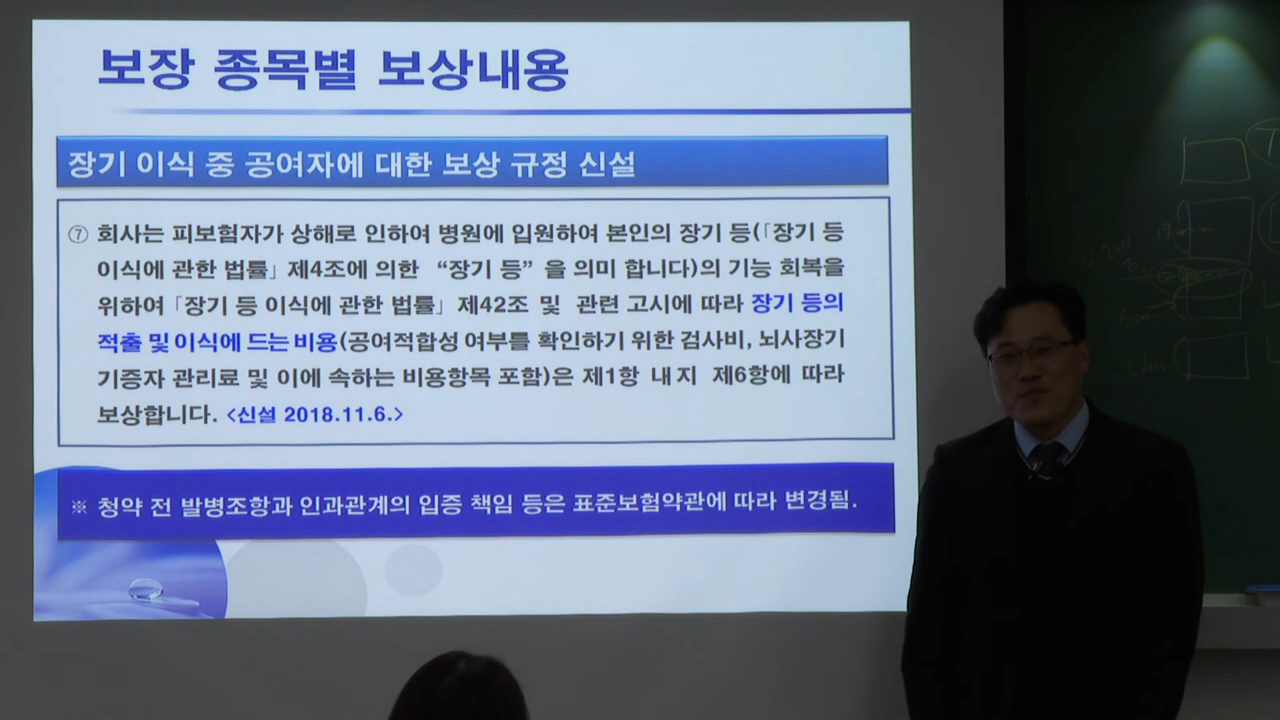 보장 종목별 보상내용
장기 이식 중 공여자에 대한 보상 규정 신설
⑦ 회사는 피보험자가 상해로 인하여 병원에 입원하여 본인의 장기 등(「장기 등
이식에 관한 법률」 제4조에 의한 “장기 등” 을 의미 합니다)의 기능 회복을
위하여 「장기 등 이식에 관한 법률」 제42조 및 관련 고시에 따라 장기 등의
적출 및 이식에 드는 비용(공여적합성 여부를 확인하기 위한 검사비, 뇌사장기
기증자 관리료 및 이에 속하는 비용항목 포함)은 제1항 내지 제6항에 따라
보상합니다. <신설 2018.11.6.>
※ 청약 전 발병조항과 인과관계의 입증 책임 등은 표준보험약관에 따라 변경됨.